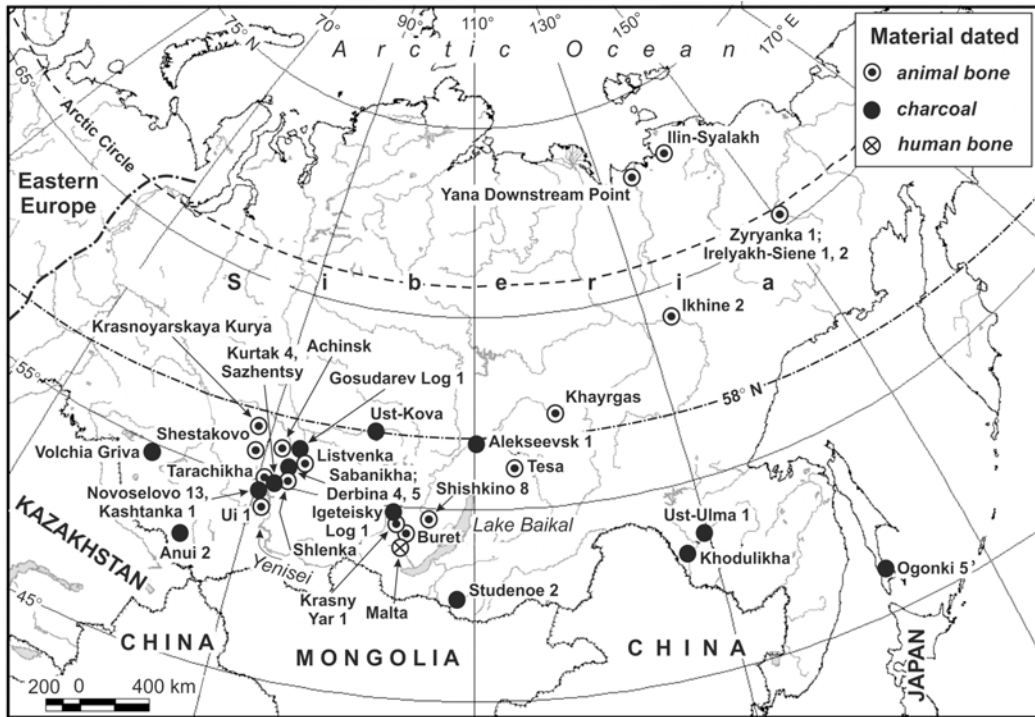 75°N
70°
90°
110°
130°
150°
170°E
Arctic Ocean
65°
Arctic Circle
Material dated
animal bone
charcoal
human bone
Eastern
Europe
Ilin-Syalakh
Yana Downstream Point
Zyryanka 1;
Irelyakh-Siene 1, 2
Siberia
Ikhine 2
Krasnoyarskaya Kurya
Kurtak 4,
Sazhentsy
Achinsk
Gosudarev Log 1
55°
58° N
Khayrgas
Ust-Kova
Shestakovo
Volchia Griva
Alekseevsk 1
Listvenka
Tarachikha
Sabanikha;
Derbina 4, 5
Tesa
Novoselovo 13,
Kashtanka 1
Ui 1
Igeteisky
Log 1
Shishkino 8
Lake Baikal
Buret
Ust-Ulma 1
KAZAKHSTAN
Anui 2
Shlenka
Yenisei
Khodulikha
Ogonki 5
Krasny
Yar 1
Malta
Studenoe 2
45°
CHINA
MONGOLIA
CHINA
JAPAN
200 0 400 km